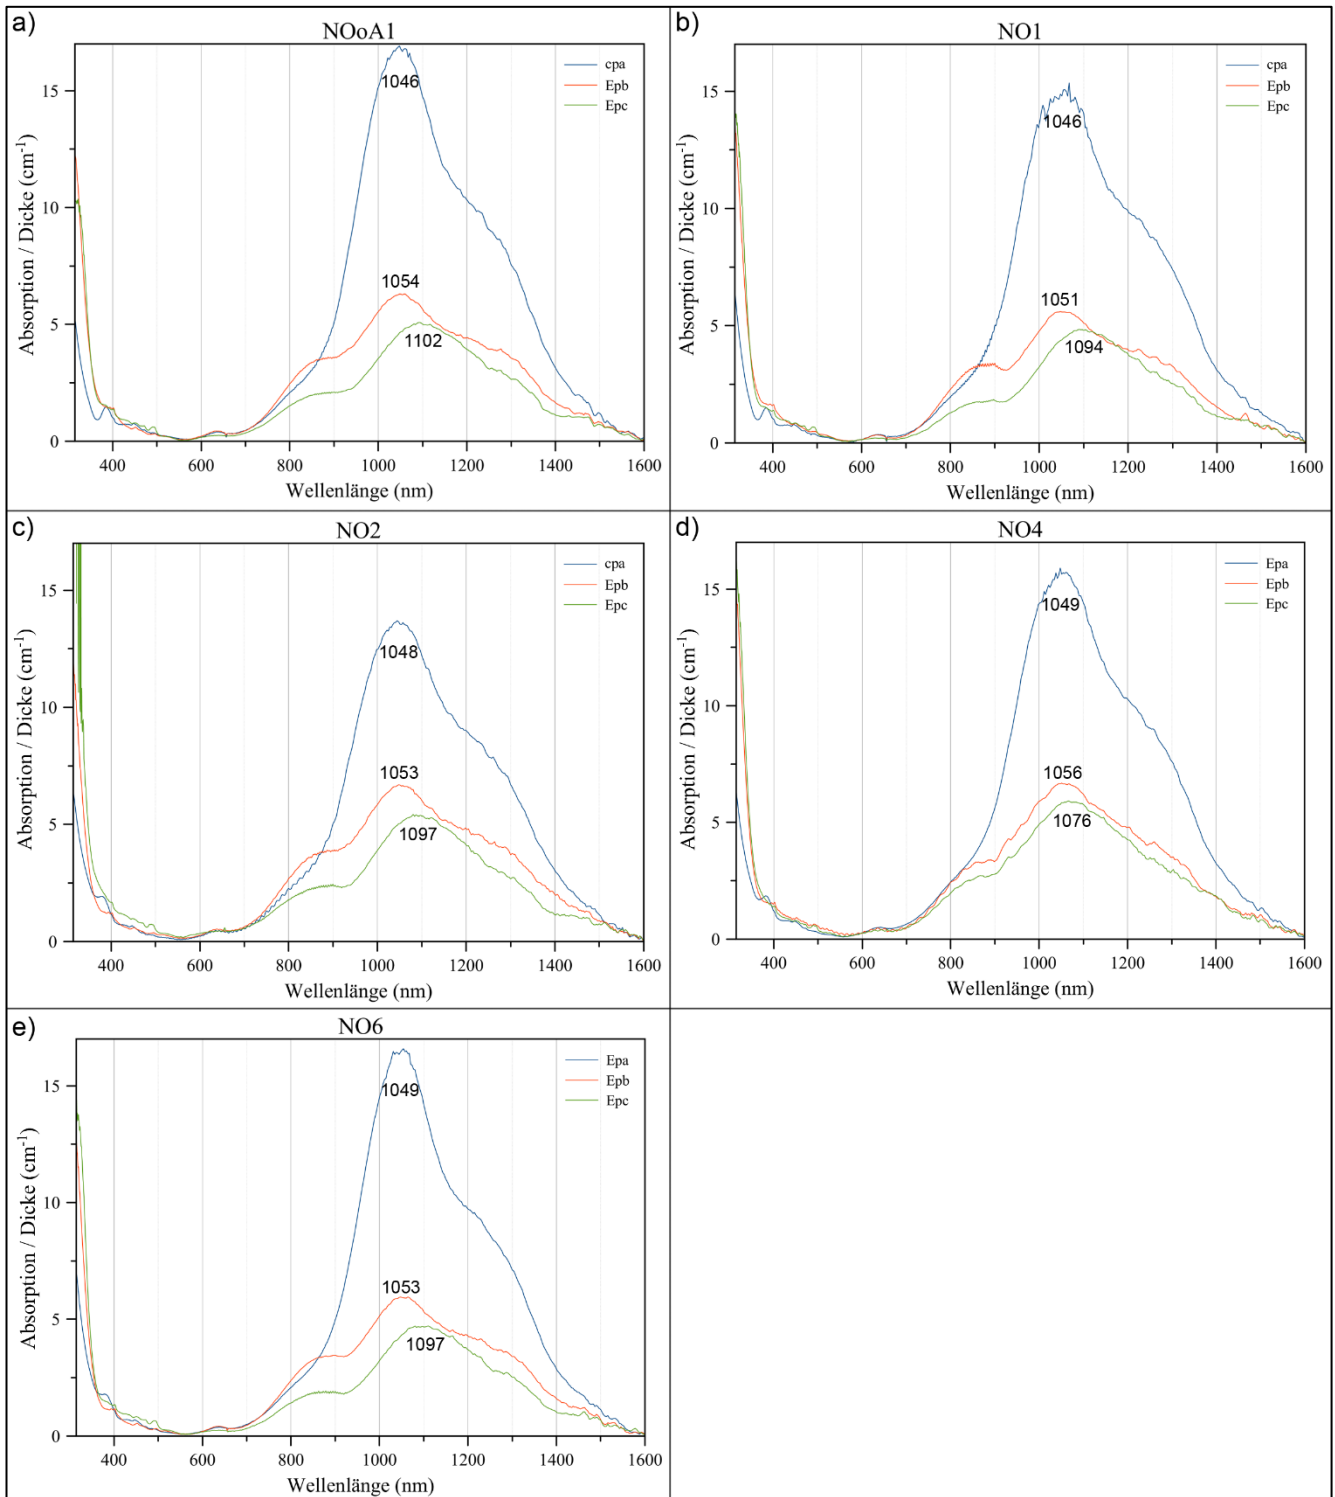 a)
NOoA1
cpa
Epb
Epc
1046
1054
1102
15
10
5
0
400
600
800
1000
1200
1400
1600
Absorption / Dicke (cm⁻¹)
Wellenlänge (nm)
b)
NO1
cpa
Epb
Epc
1046
1051
1094
15
10
5
0
400
600
800
1000
1200
1400
1600
Absorption / Dicke (cm⁻¹)
Wellenlänge (nm)
c)
NO2
cpa
Epb
Epc
1048
1053
1097
15
10
5
0
400
600
800
1000
1200
1400
1600
Absorption / Dicke (cm⁻¹)
Wellenlänge (nm)
d)
NO4
Epa
Epb
Epc
1049
1056
1076
15
10
5
0
400
600
800
1000
1200
1400
1600
Absorption / Dicke (cm⁻¹)
Wellenlänge (nm)
e)
NO6
Epa
Epb
Epc
1049
1053
1097
15
10
5
0
400
600
800
1000
1200
1400
1600
Absorption / Dicke (cm⁻¹)
Wellenlänge (nm)